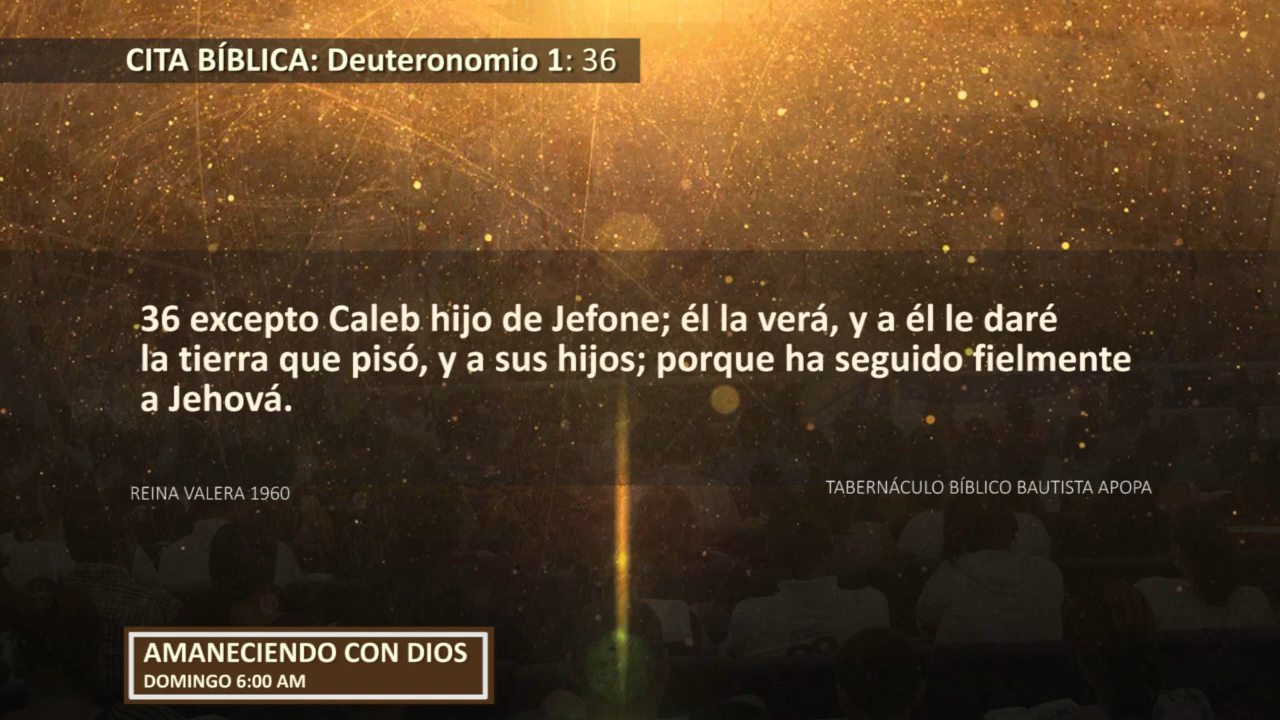 CITA BÍBLICA: Deuteronomio 1: 36
36 excepto Caleb hijo de Jefone; él la verá, y a él le daré
la tierra que pisó, y a sus hijos; porque ha seguido fielmente
a Jehová.
REINA VALERA 1960
TABERNÁCULO BÍBLICO BAUTISTA APOPA
AMANECIENDO CON DIOS
DOMINGO 6:00 AM